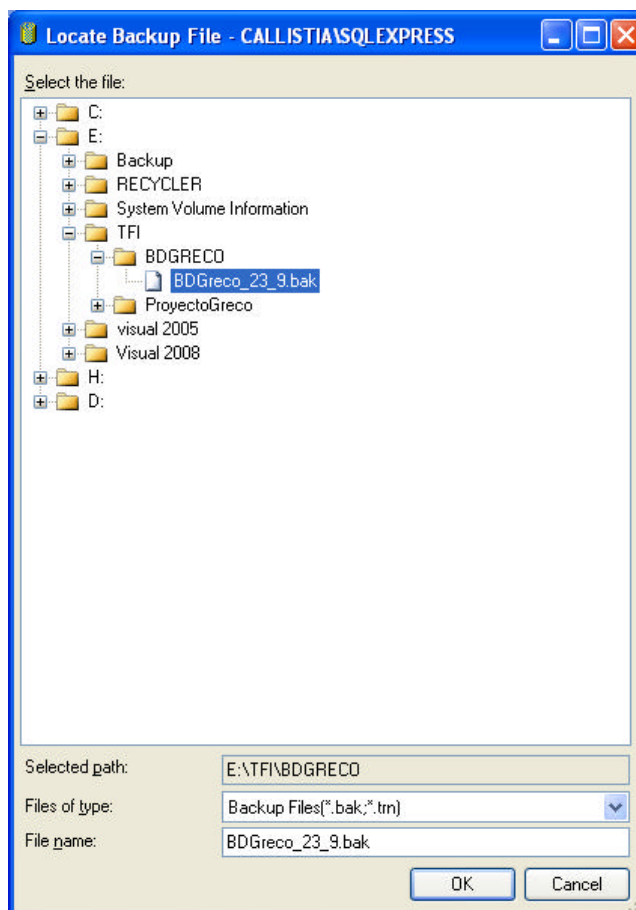 Locate Backup File - CALLISTIA\SQLEXPRESS
Select the file:
C:
E:
Backup
RECYCLER
System Volume Information
TFI
BDGRECO
BDGreco_23_9.bak
ProyectoGreco
visual 2005
Visual 2008
H:
D:
Selected path: E:\TFI\BDGRECO
Files of type: Backup Files(*.bak;*.trn)
File name: BDGreco_23_9.bak
OK Cancel